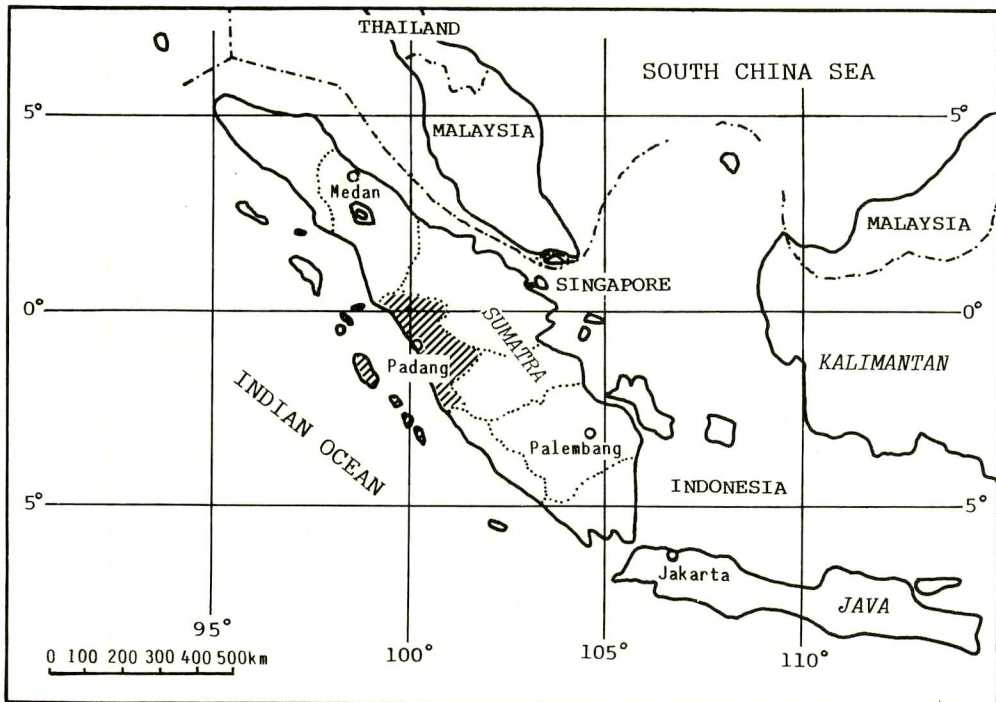 THAILAND
SOUTH CHINA SEA
5°
5°
MALAYSIA
Medan
MALAYSIA
SINGAPORE
0°
0°
SUMATRA
Padang
KALIMANTAN
INDIAN OCEAN
Palembang
INDONESIA
5°
5°
Jakarta
JAVA
95°
100°
105°
110°
0 100 200 300 400 500km